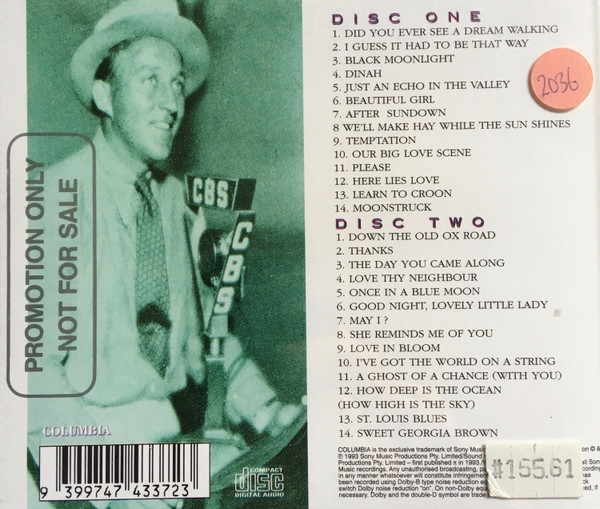 DISC ONE
1. DID YOU EVER SEE A DREAM WALKING
2. I GUESS IT HAD TO BE THAT WAY
3. BLACK MOONLIGHT
4. DINAH
5. JUST AN ECHO IN THE VALLEY
6. BEAUTIFUL GIRL
7. AFTER SUNDOWN
8 WE'LL MAKE HAY WHILE THE SUN SHINES
9. TEMPTATION
10. OUR BIG LOVE SCENE
11. PLEASE
12. HERE LIES LOVE
13. LEARN TO CROON
14. MOONSTRUCK
DISC TWO
1. DOWN THE OLD OX ROAD
2. THANKS
3. THE DAY YOU CAME ALONG
4. LOVE THY NEIGHBOUR
5. ONCE IN A BLUE MOON
6. GOOD NIGHT, LOVELY LITTLE LADY
7. MAY I ?
8. SHE REMINDS ME OF YOU
9. LOVE IN BLOOM
10. I'VE GOT THE WORLD ON A STRING
11. A GHOST OF A CHANCE (WITH YOU)
12. HOW DEEP IS THE OCEAN
(HOW HIGH IS THE SKY)
13. ST. LOUIS BLUES
14. SWEET GEORGIA BROWN
2036
PROMOTION ONLY
NOT FOR SALE
CBS
CBS
COLUMBIA
9 399747 433723
COMPACT
DISC
DIGITAL AUDIO
COLUMBIA is the exclusive trademark of Sony Music
℗ 1993 Sony Music Productions Pty. Limited/Sound
Productions Pty. Limited – first published in 1993.
recordings. Any unauthorised broadcasting,
in any manner whatsoever will constitute infringement
been recorded using Dolby-B type noise reduction
switch Dolby noise reduction "on". On non-Dolby
necessary. Dolby and the double-D symbol are
#155.61